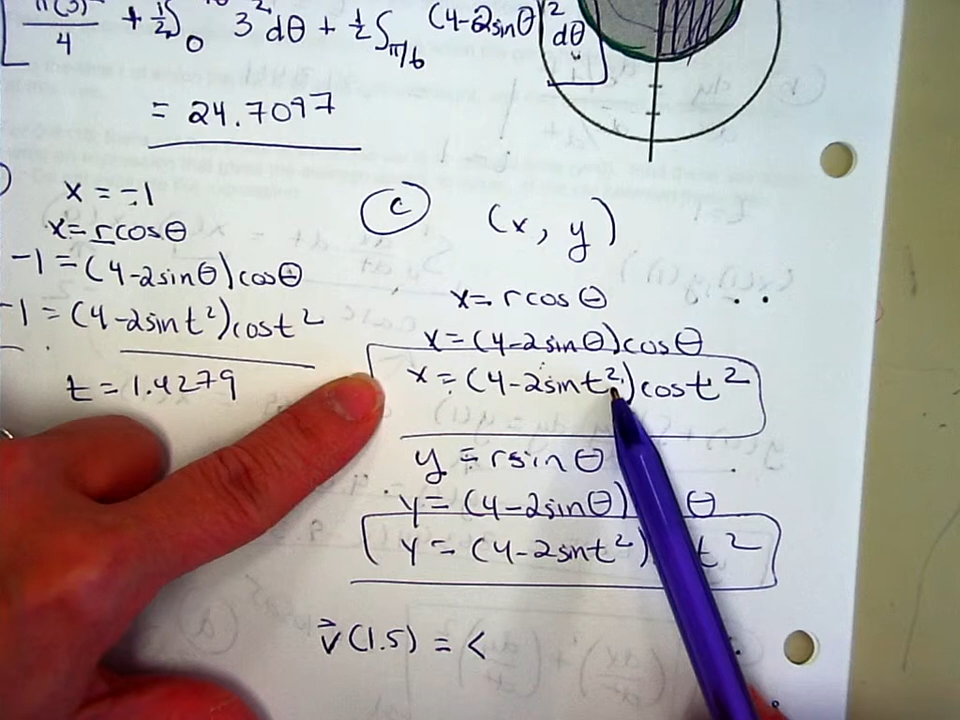 π(3)²/4 + ½∫₀ 3² dθ + ½∫π/6 (4-2sinθ)² dθ]
= 24.7097
x = -1
x = rcosθ
-1 = (4-2sinθ)cosθ
-1 = (4-2sint²)cost²
t = 1.4279
(c) (x, y)
x = rcosθ
x = (4-2sinθ)cosθ
x = (4-2sint²)cost²
y = rsinθ
y = (4-2sinθ) θ
y = (4-2sint²) t²
v⃗(1.5) = <